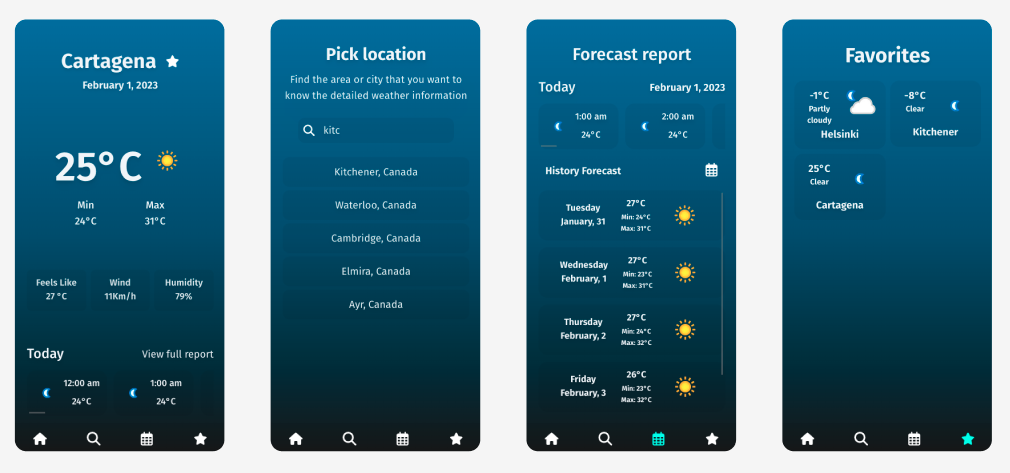 Cartagena
February 1, 2023
25°C
Min
Max
24°C
31°C
Feels Like
Wind
Humidity
27 °C
11Km/h
79%
Today
View full report
12:00 am
1:00 am
24°C
24°C
Pick location
Find the area or city that you want to
know the detailed weather information
kitc
Kitchener, Canada
Waterloo, Canada
Cambridge, Canada
Elmira, Canada
Ayr, Canada
Forecast report
Today
February 1, 2023
1:00 am
2:00 am
24°C
24°C
History Forecast
Tuesday
January, 31
27°C
Min: 24°C
Max: 31°C
Wednesday
February, 1
27°C
Min: 23°C
Max: 31°C
Thursday
February, 2
27°C
Min: 24°C
Max: 32°C
Friday
February, 3
26°C
Min: 23°C
Max: 32°C
Favorites
-1°C
Partly
cloudy
Helsinki
-8°C
Clear
Kitchener
25°C
Clear
Cartagena